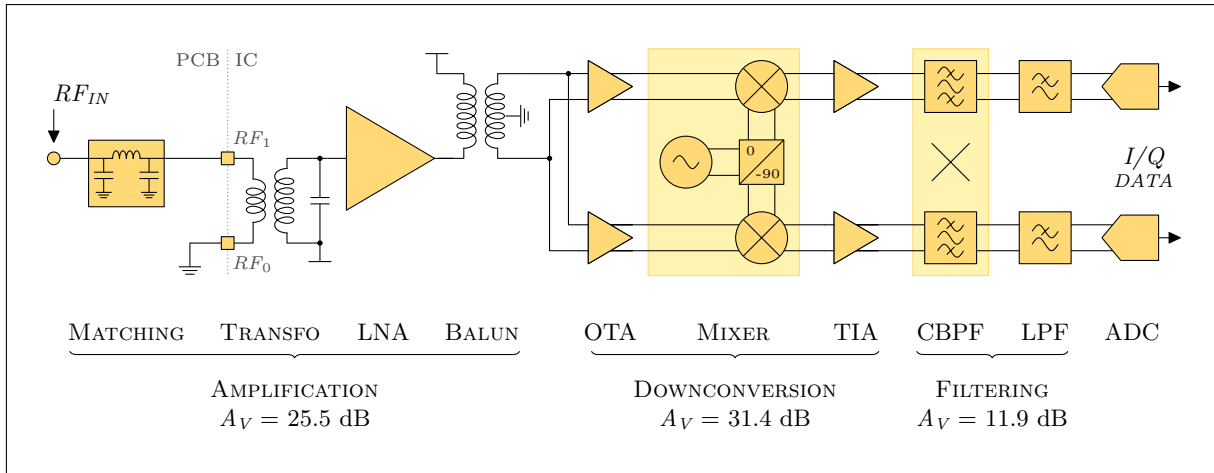 PCB IC
RF_IN
RF_1
RF_0
0
-90
I/Q
DATA
MATCHING TRANSFO LNA BALUN OTA MIXER TIA CBPF LPF ADC
AMPLIFICATION DOWNCONVERSION FILTERING
A_V = 25.5 dB A_V = 31.4 dB A_V = 11.9 dB